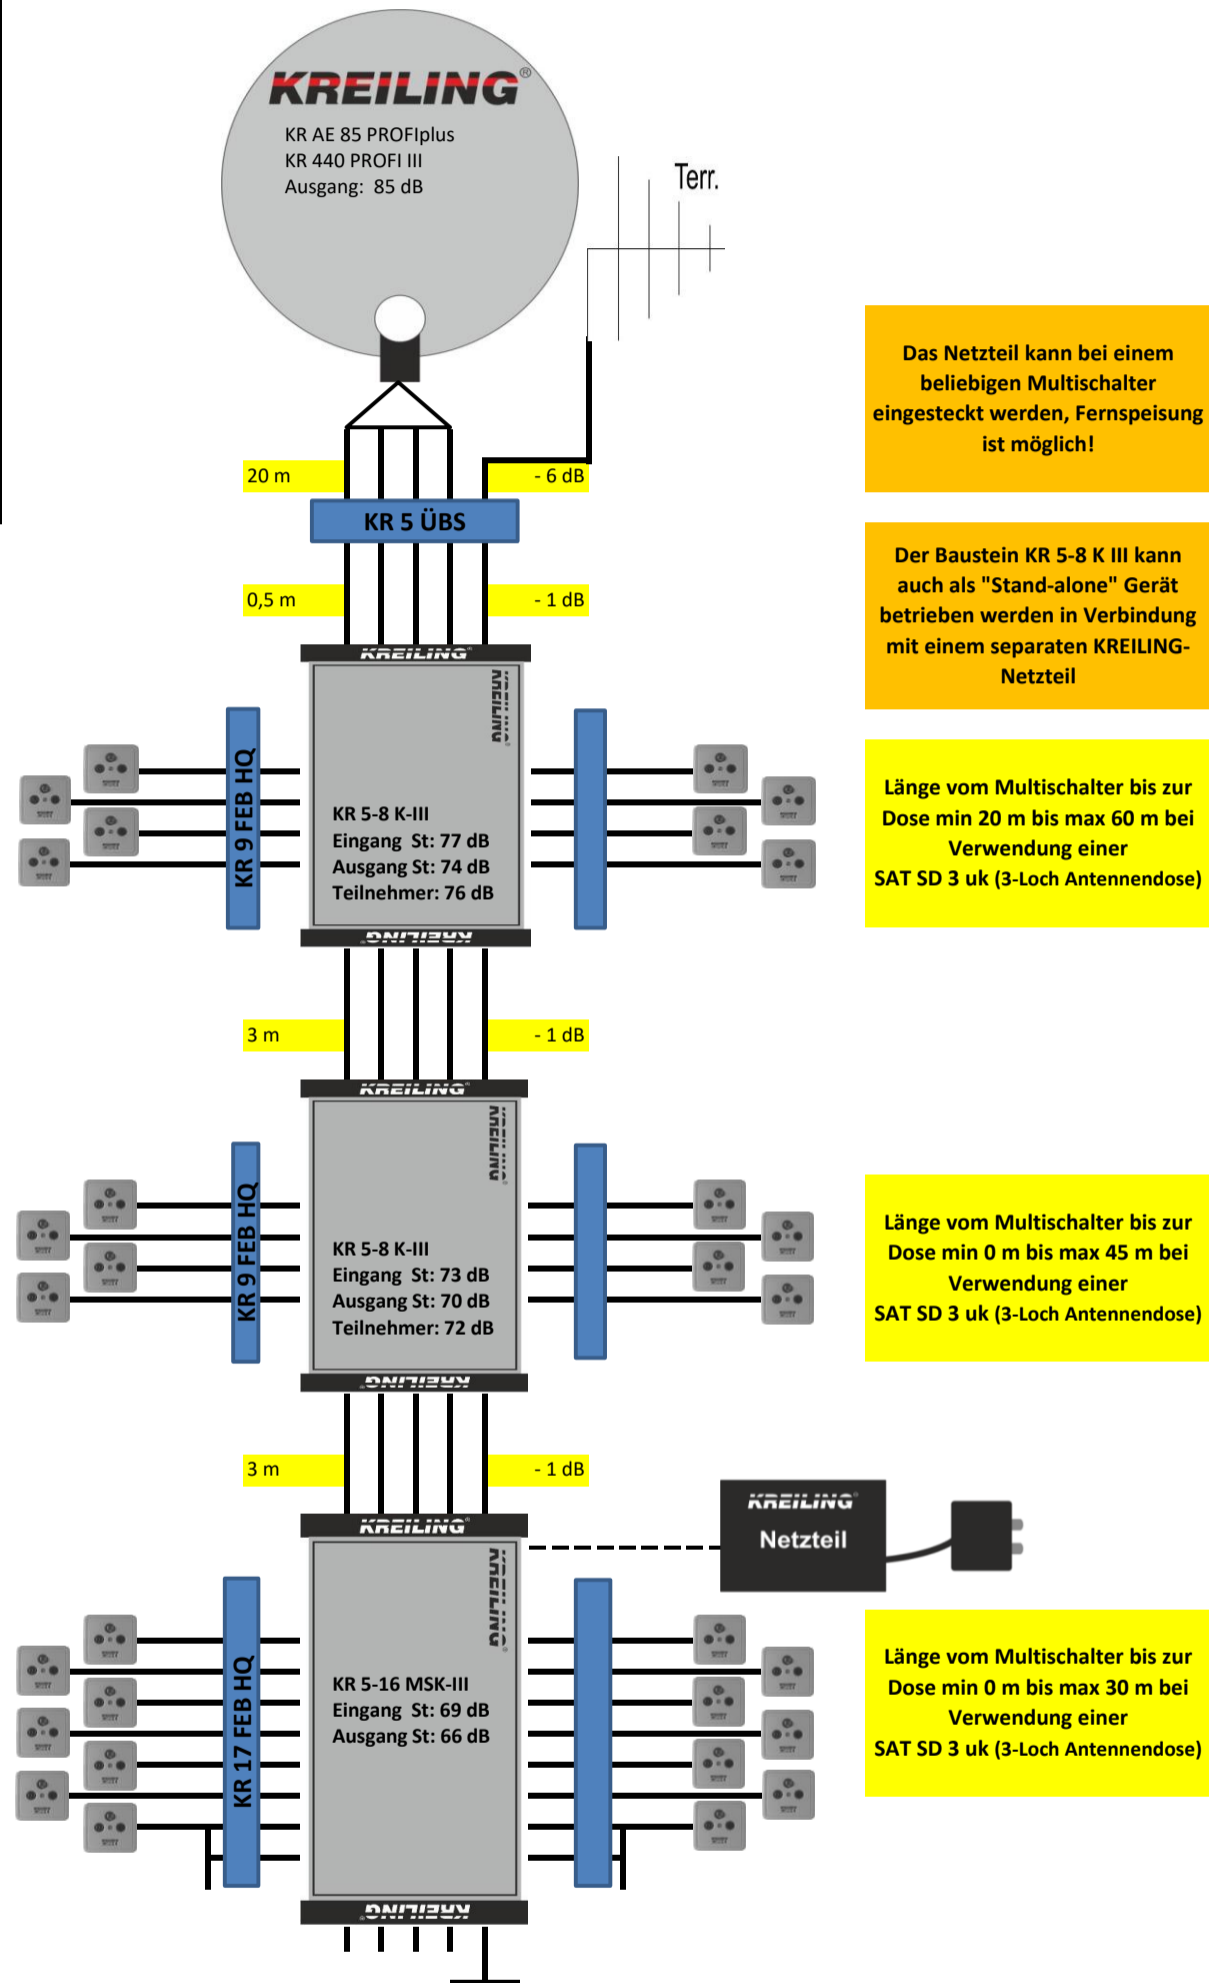 KREILING®
KR AE 85 PROFIplus
KR 440 PROFI III
Ausgang: 85 dB
Terr.
Das Netzteil kann bei einem
beliebigen Multischalter
eingesteckt werden, Fernspeisung
ist möglich!
20 m
- 6 dB
KR 5 ÜBS
Der Baustein KR 5-8 K III kann
auch als "Stand-alone" Gerät
betrieben werden in Verbindung
mit einem separaten KREILING-
Netzteil
0,5 m
- 1 dB
KREILING®
KREILING®
KR 9 FEB HQ
KR 5-8 K-III
Eingang St: 77 dB
Ausgang St: 74 dB
Teilnehmer: 76 dB
KREILING®
Länge vom Multischalter bis zur
Dose min 20 m bis max 60 m bei
Verwendung einer
SAT SD 3 uk (3-Loch Antennendose)
3 m
- 1 dB
KREILING®
KREILING®
KR 9 FEB HQ
KR 5-8 K-III
Eingang St: 73 dB
Ausgang St: 70 dB
Teilnehmer: 72 dB
KREILING®
Länge vom Multischalter bis zur
Dose min 0 m bis max 45 m bei
Verwendung einer
SAT SD 3 uk (3-Loch Antennendose)
3 m
- 1 dB
KREILING®
Netzteil
KREILING®
KREILING®
KR 17 FEB HQ
KR 5-16 MSK-III
Eingang St: 69 dB
Ausgang St: 66 dB
KREILING®
Länge vom Multischalter bis zur
Dose min 0 m bis max 30 m bei
Verwendung einer
SAT SD 3 uk (3-Loch Antennendose)